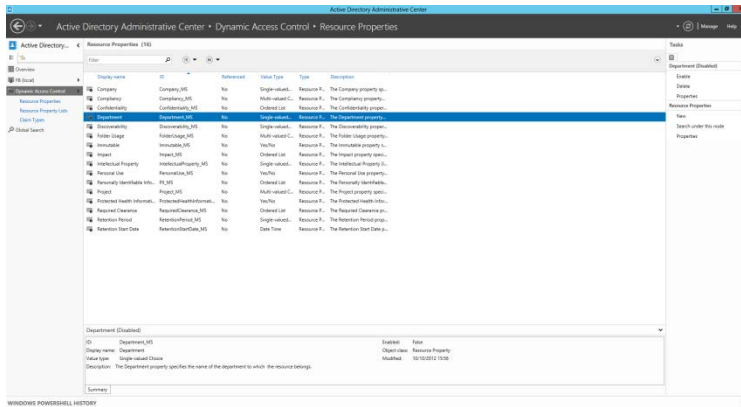 Active Directory Administrative Center
Active Directory Administrative Center • Dynamic Access Control • Resource Properties
Manage Help
Active Directory...
Overview
FB (local)
Dynamic Access Control
Resource Properties
Resource Property Lists
Claim Types
Global Search
Resource Properties (16)
Filter
Display name ID Referenced Value Type Type Description
Company Company_MS No Single-valued... Resource P... The Company property sp...
Compliancy Compliancy_MS No Multi-valued C... Resource P... The Compliancy property...
Confidentiality Confidentiality_MS No Ordered List Resource P... The Confidentiality proper...
Department Department_MS No Single-valued... Resource P... The Department property...
Discoverability Discoverability_MS No Single-valued... Resource P... The Discoverability proper...
Folder Usage FolderUsage_MS No Multi-valued C... Resource P... The Folder Usage property...
Immutable Immutable_MS No Yes/No Resource P... The Immutable property s...
Impact Impact_MS No Ordered List Resource P... The Impact property speci...
Intellectual Property IntellectualProperty_MS No Single-valued... Resource P... The Intellectual Property
Personal Use PersonalUse_MS No Yes/No Resource P... The Personal Use property...
Personally Identifiable Info... PII_MS No Ordered List Resource P... The Personally Identifiable...
Project Project_MS No Multi-valued C... Resource P... The Project property speci...
Protected Health Informati... ProtectedHealthInformati... No Yes/No Resource P... The Protected Health Infor...
Required Clearance RequiredClearance_MS No Ordered List Resource P... The Required Clearance pr...
Retention Period RetentionPeriod_MS No Single-valued... Resource P... The Retention Period prop...
Retention Start Date RetentionStartDate_MS No Date Time Resource P... The Retention Start Date p...
Tasks
Department (Disabled)
Enable
Delete
Properties
Resource Properties
New
Search under this node
Properties
Department (Disabled)
ID: Department_MS Enabled: False
Display name: Department Object class: Resource Property
Value type: Single-valued Choice Modified: 10/10/2012 15:56
Description: The Department property specifies the name of the department to which the resource belongs.
Summary
WINDOWS POWERSHELL HISTORY